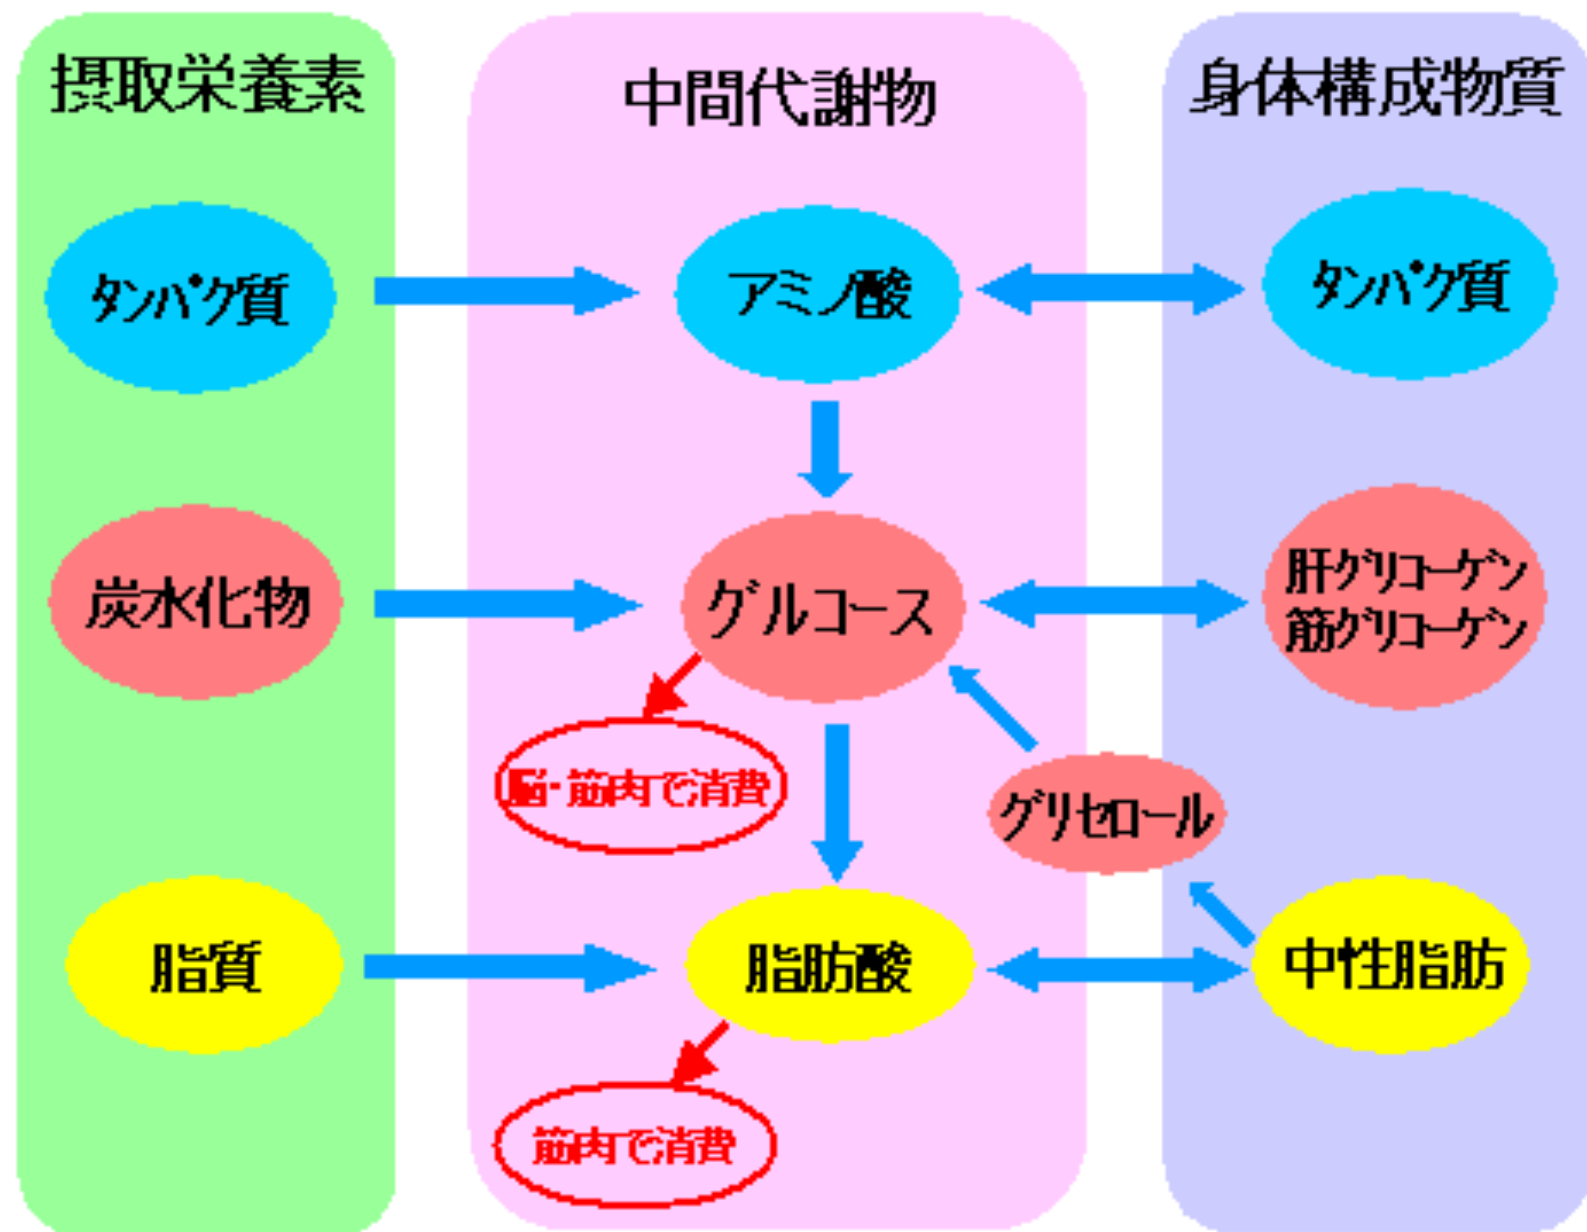 摂取栄養素
中間代謝物
身体構成物質
タンパク質
アミノ酸
タンパク質
炭水化物
グルコース
肝グリコーゲン
筋グリコーゲン
脳・筋肉で消費
グリセロール
脂質
脂肪酸
中性脂肪
筋肉で消費